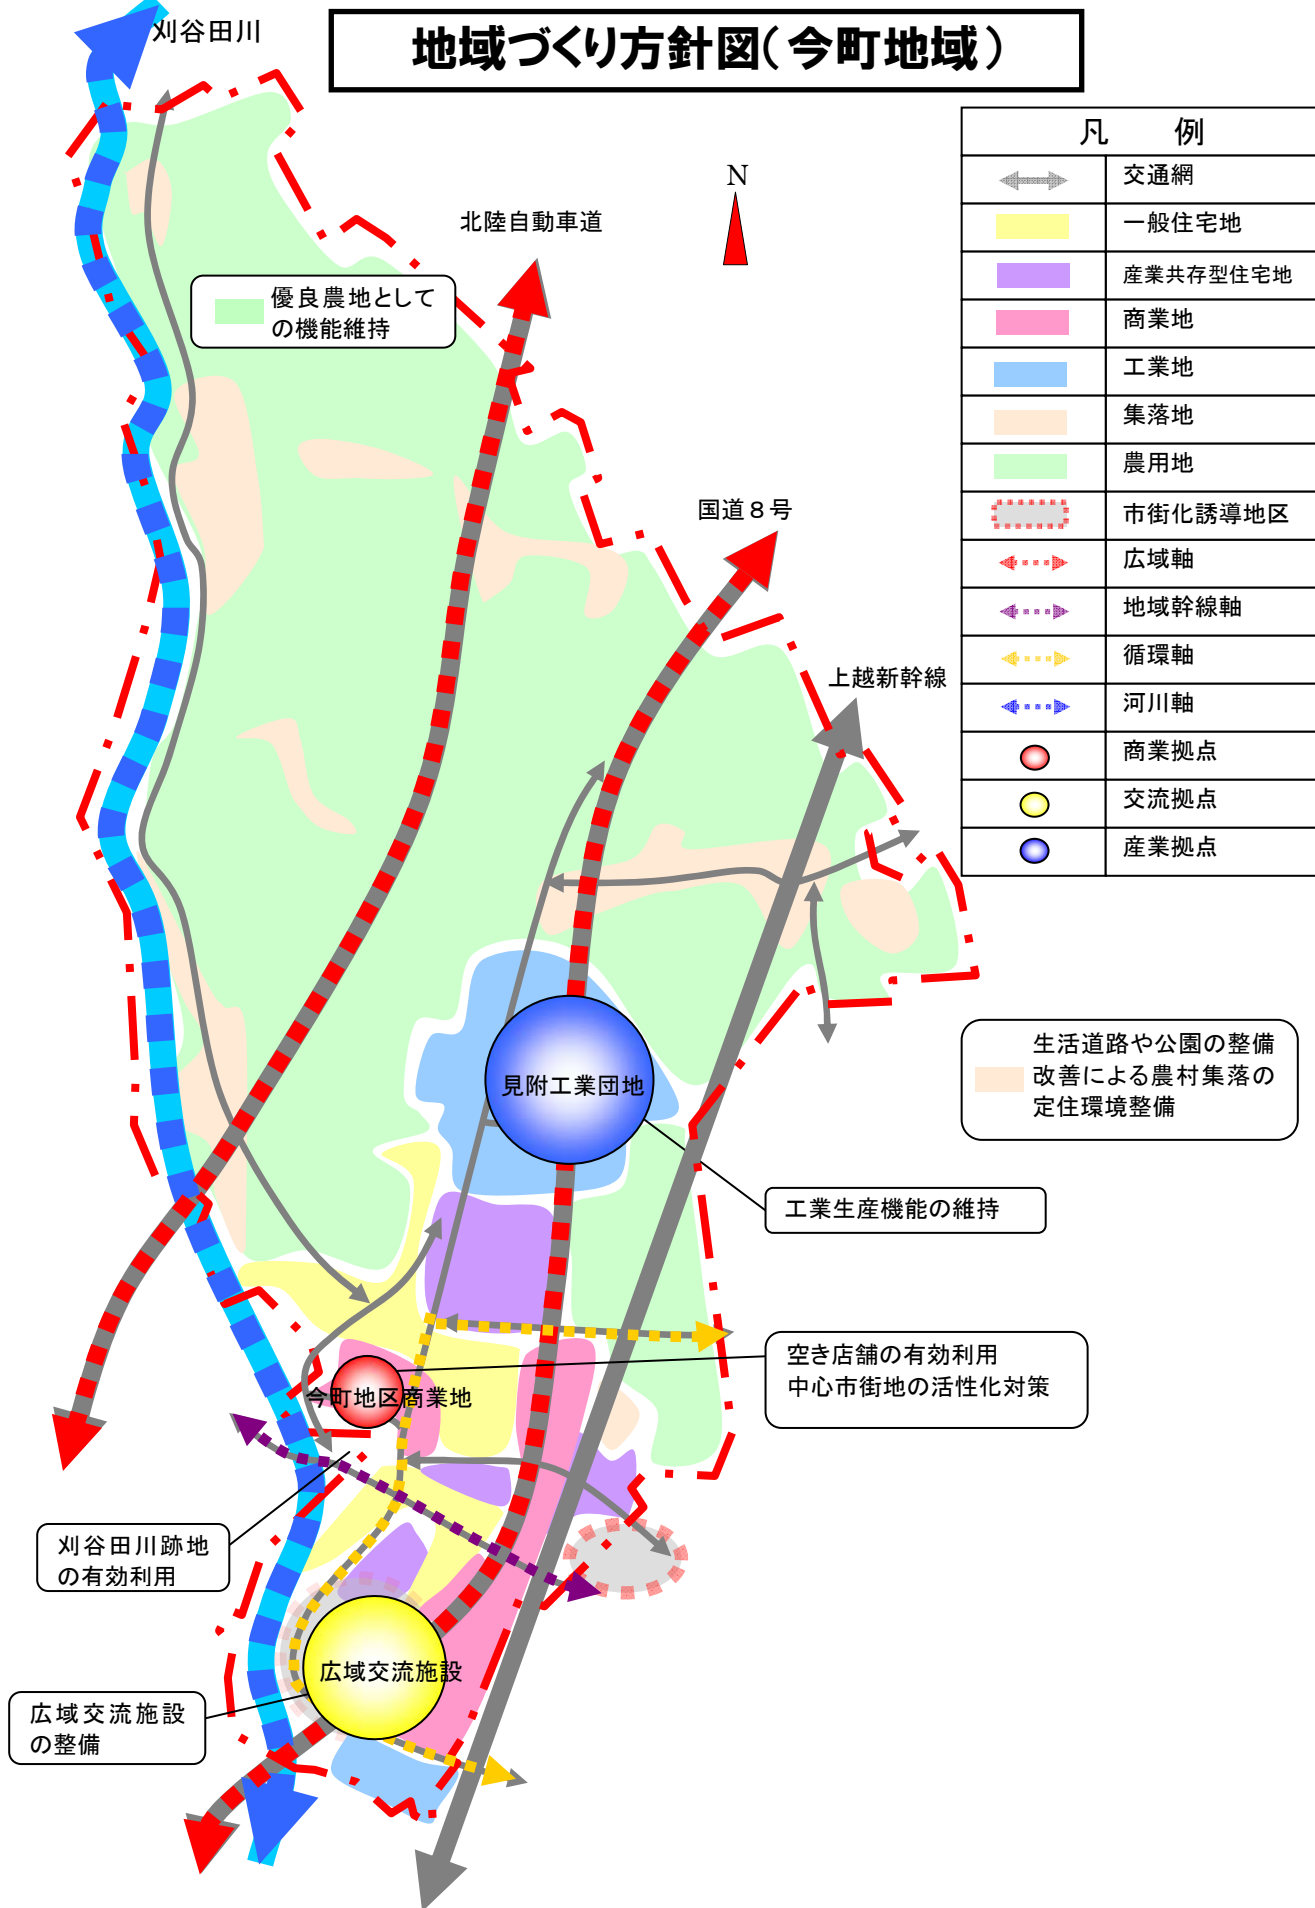 刈谷田川
地域づくり方針図(今町地域)
凡　例
交通網
一般住宅地
産業共存型住宅地
商業地
工業地
集落地
農用地
市街化誘導地区
広域軸
地域幹線軸
循環軸
河川軸
商業拠点
交流拠点
産業拠点
N
北陸自動車道
優良農地として
の機能維持
国道８号
上越新幹線
生活道路や公園の整備
改善による農村集落の
定住環境整備
見附工業団地
工業生産機能の維持
空き店舗の有効利用
中心市街地の活性化対策
今町地区商業地
刈谷田川跡地
の有効利用
広域交流施設
広域交流施設
の整備